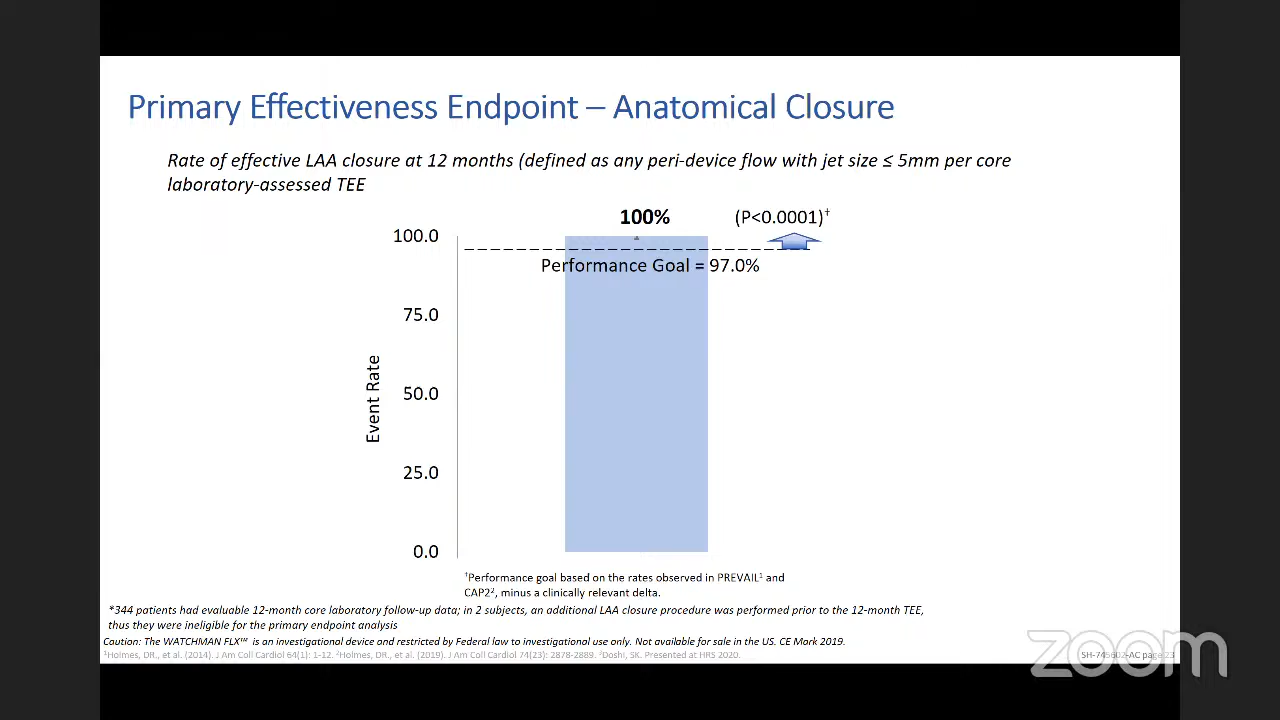 Primary Effectiveness Endpoint – Anatomical Closure
Rate of effective LAA closure at 12 months (defined as any peri-device flow with jet size ≤ 5mm per core
laboratory-assessed TEE
100%
(P<0.0001)†
100.0
Performance Goal = 97.0%
75.0
50.0
25.0
0.0
Event Rate
†Performance goal based on the rates observed in PREVAIL¹ and
CAP2², minus a clinically relevant delta.
*344 patients had evaluable 12-month core laboratory follow-up data; in 2 subjects, an additional LAA closure procedure was performed prior to the 12-month TEE,
thus they were ineligible for the primary endpoint analysis
Caution: The WATCHMAN FLX™ is an investigational device and restricted by Federal law to investigational use only. Not available for sale in the US. CE Mark 2019.
¹Holmes, DR., et al. (2014). J Am Coll Cardiol 64(1): 1-12. ²Holmes, DR., et al. (2019). J Am Coll Cardiol 74(23): 2878-2889. ³Doshi, SK. Presented at HRS 2020.
SH-745602-AC page 23
zoom